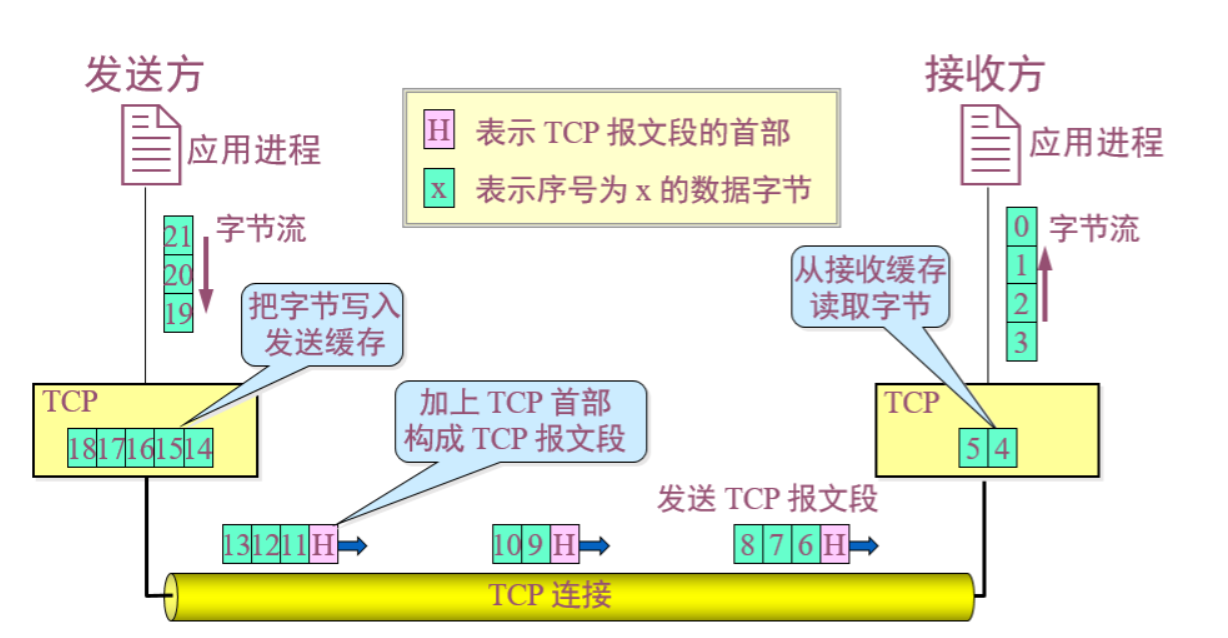 发送方
接收方
应用进程
应用进程
H 表示 TCP 报文段的首部
x 表示序号为 x 的数据字节
21
20
19
字节流
0
1
2
3
字节流
把字节写入
发送缓存
从接收缓存
读取字节
TCP
18 17 16 15 14
加上 TCP 首部
构成 TCP 报文段
TCP
5 4
发送 TCP 报文段
13 12 11 H
10 9 H
8 7 6 H
TCP 连接